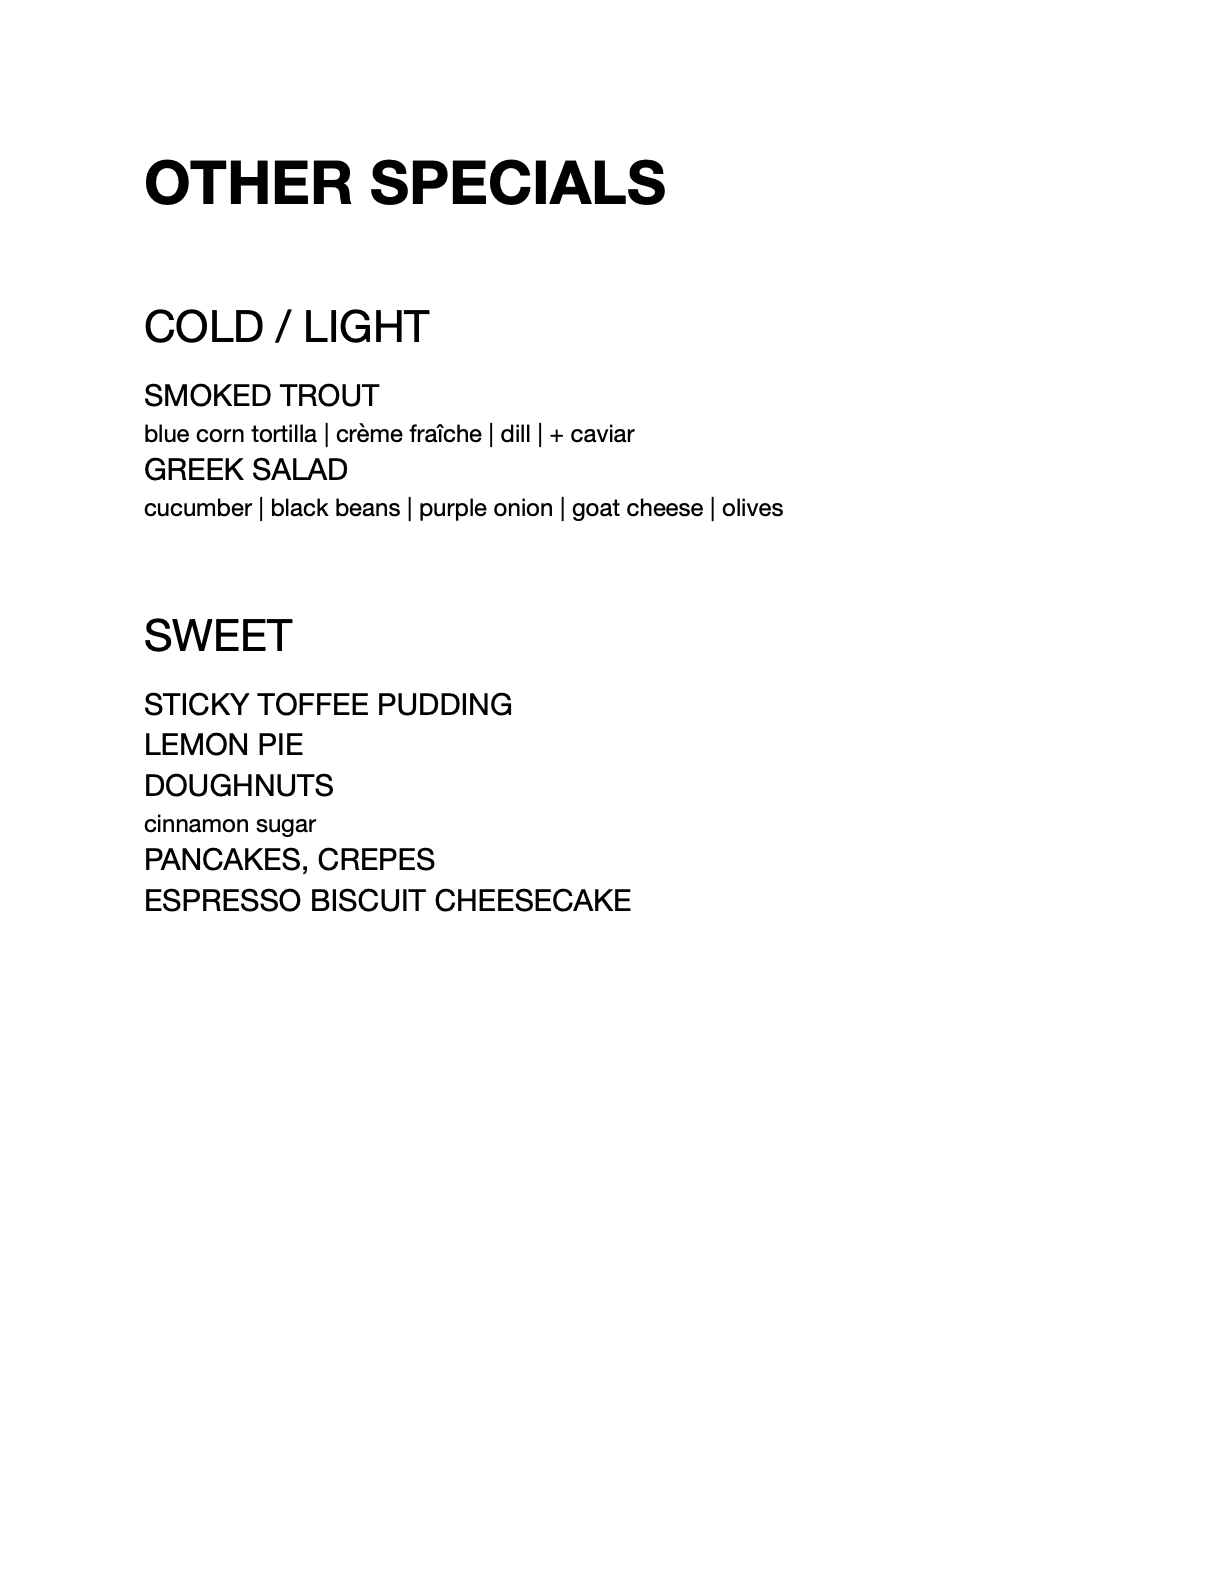 OTHER SPECIALS
COLD / LIGHT
SMOKED TROUT
blue corn tortilla | crème fraîche | dill | + caviar
GREEK SALAD
cucumber | black beans | purple onion | goat cheese | olives
SWEET
STICKY TOFFEE PUDDING
LEMON PIE
DOUGHNUTS
cinnamon sugar
PANCAKES, CREPES
ESPRESSO BISCUIT CHEESECAKE